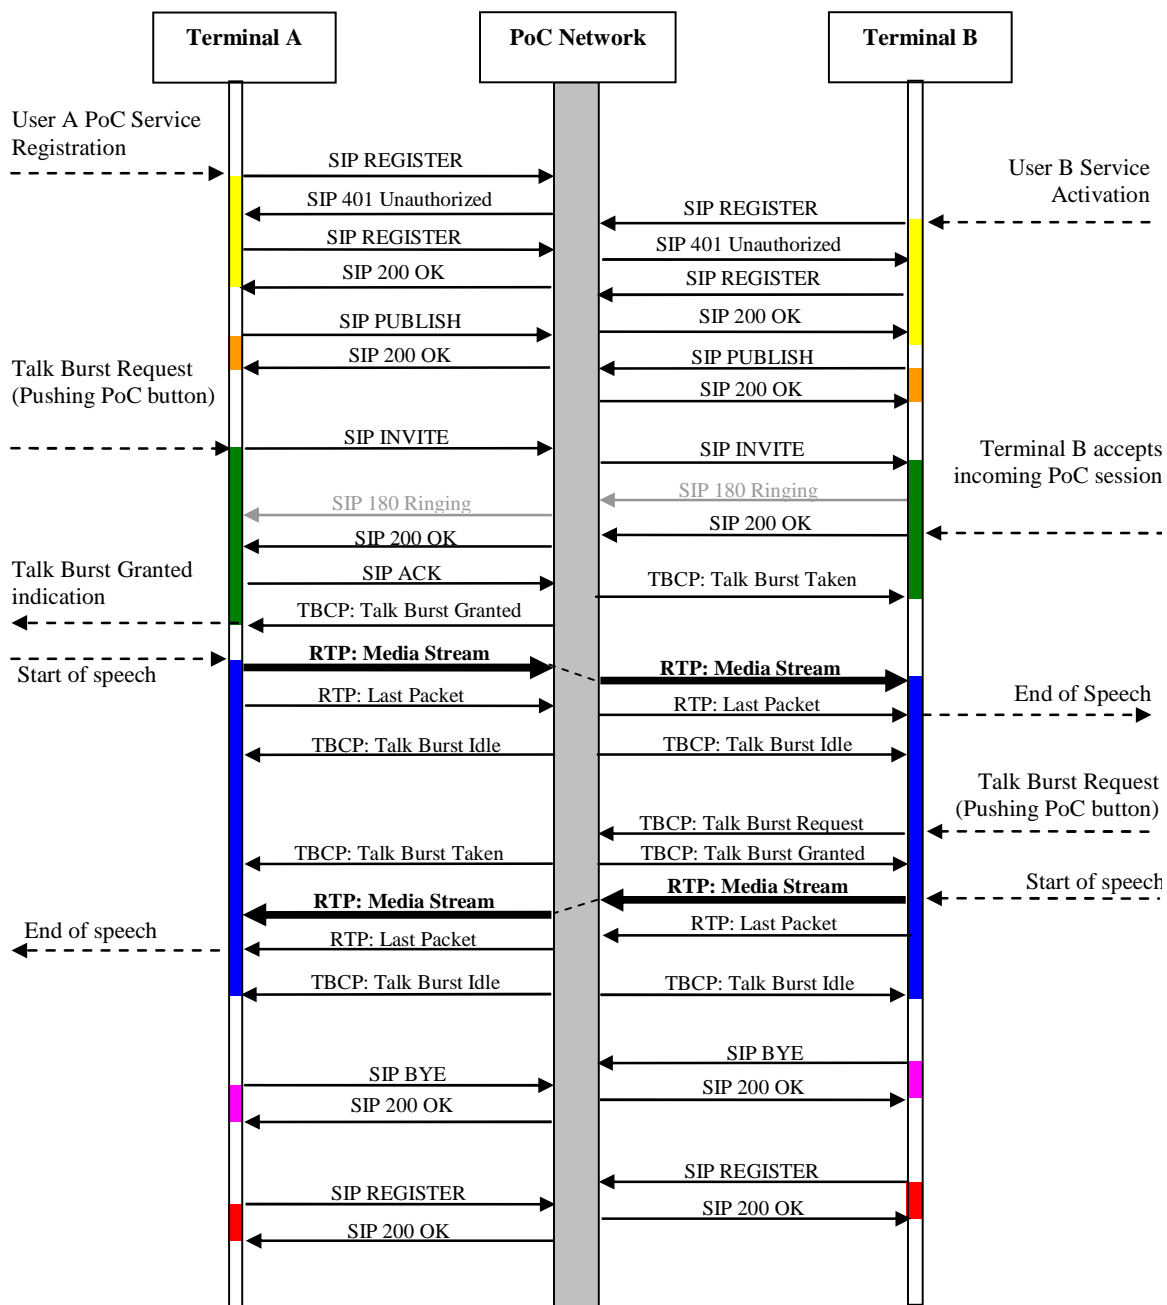 Terminal A
PoC Network
Terminal B
User A PoC Service
Registration
SIP REGISTER
User B Service
Activation
SIP 401 Unauthorized
SIP REGISTER
SIP REGISTER
SIP 401 Unauthorized
SIP 200 OK
SIP REGISTER
SIP PUBLISH
SIP 200 OK
Talk Burst Request
(Pushing PoC button)
SIP 200 OK
SIP PUBLISH
SIP 200 OK
SIP INVITE
SIP INVITE
Terminal B accepts
incoming PoC session
SIP 180 Ringing
SIP 180 Ringing
SIP 200 OK
SIP 200 OK
Talk Burst Granted
indication
SIP ACK
TBCP: Talk Burst Taken
TBCP: Talk Burst Granted
RTP: Media Stream
Start of speech
RTP: Media Stream
RTP: Last Packet
RTP: Last Packet
End of Speech
TBCP: Talk Burst Idle
TBCP: Talk Burst Idle
Talk Burst Request
(Pushing PoC button)
TBCP: Talk Burst Request
TBCP: Talk Burst Taken
TBCP: Talk Burst Granted
RTP: Media Stream
Start of speech
RTP: Media Stream
RTP: Last Packet
End of speech
RTP: Last Packet
TBCP: Talk Burst Idle
TBCP: Talk Burst Idle
SIP BYE
SIP BYE
SIP 200 OK
SIP 200 OK
SIP REGISTER
SIP REGISTER
SIP 200 OK
SIP 200 OK